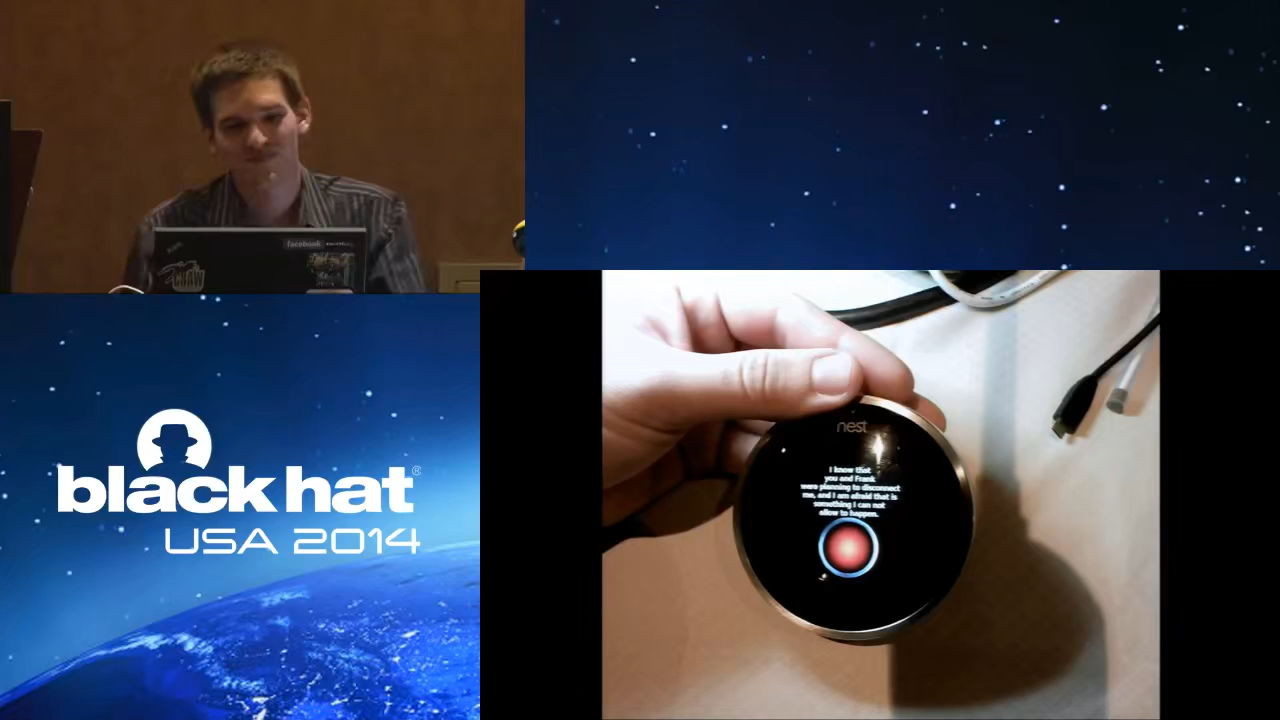 facebook
black hat®
USA 2014
nest
I know that
you and Frank
were planning to disconnect
me, and I am afraid that is
something I can not
allow to happen.